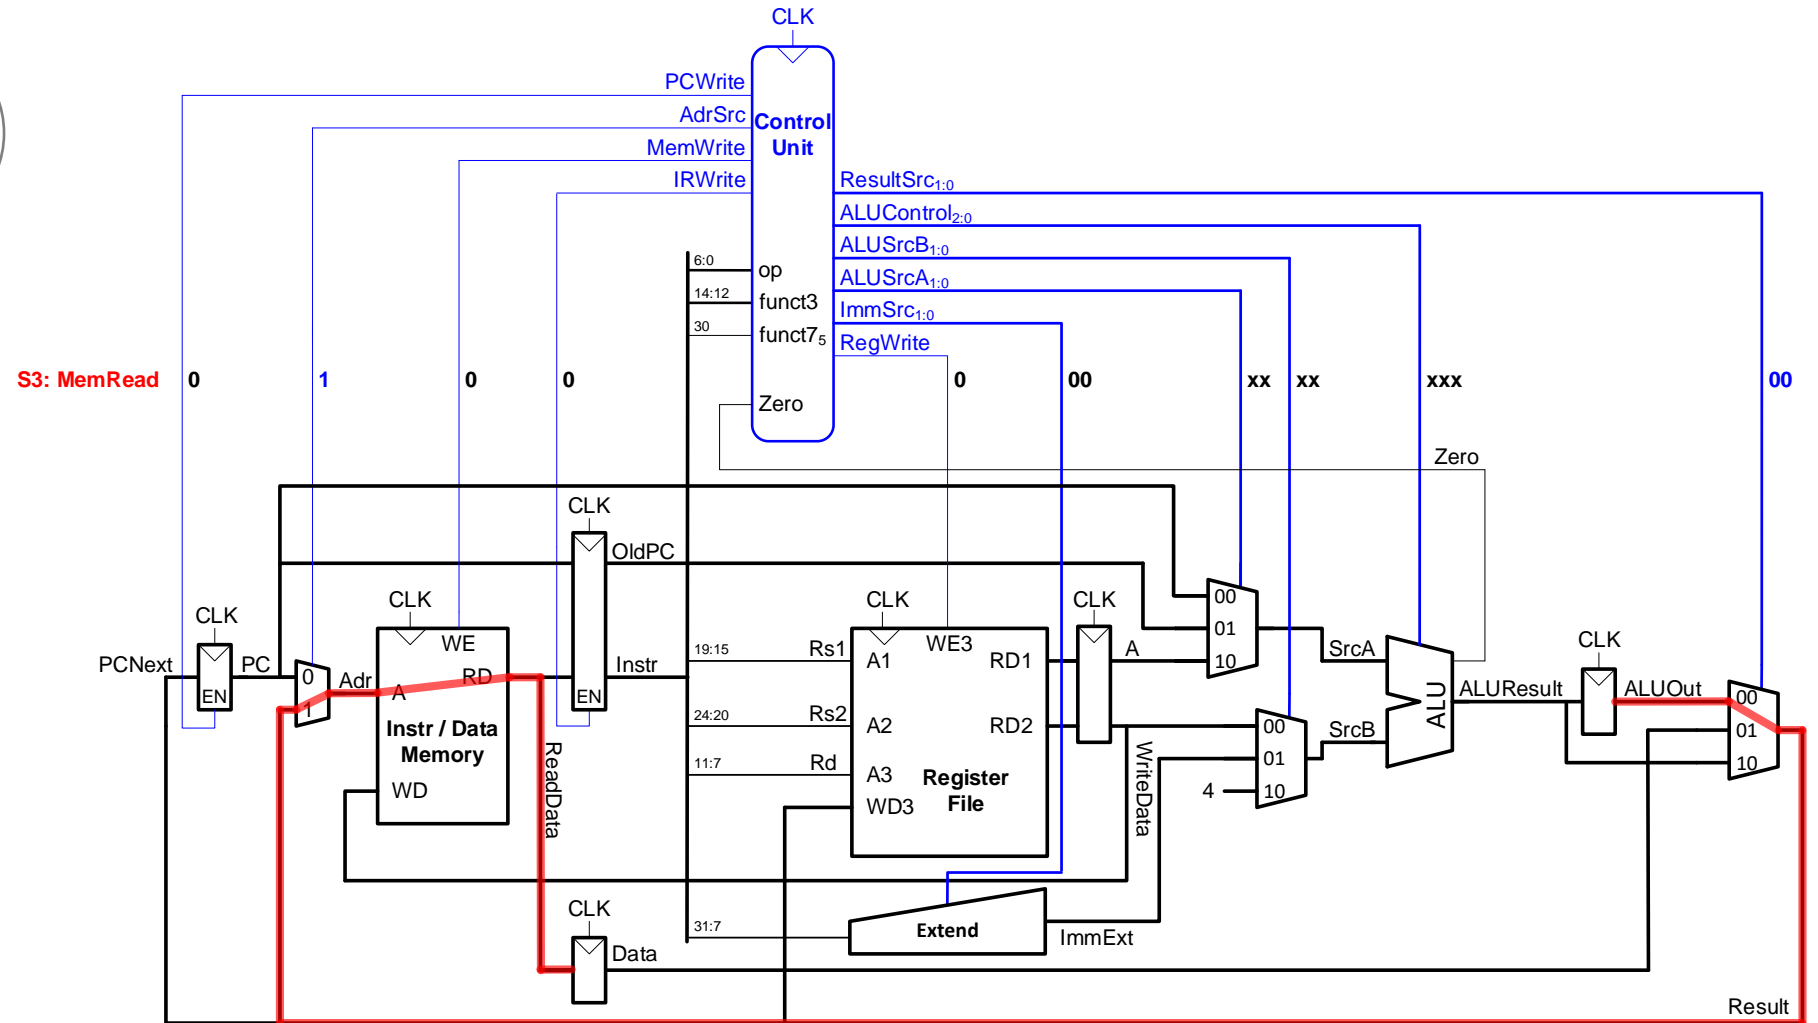 CLK
PCWrite
AdrSrc
Control
Unit
MemWrite
IRWrite
ResultSrc1:0
ALUControl2:0
ALUSrcB1:0
6:0
op
ALUSrcA1:0
14:12
funct3
ImmSrc1:0
30
funct75
RegWrite
S3: MemRead
0
1
0
0
0
00
xx
xx
xxx
00
Zero
Zero
CLK
OldPC
CLK
CLK
CLK
CLK
CLK
00
01
10
WE
WE3
PCNext
PC
EN
0
1
Adr
A
RD
Instr
EN
19:15
Rs1
A1
RD1
A
SrcA
ALUResult
ALUOut
ALU
00
01
10
Instr / Data
Memory
24:20
Rs2
A2
RD2
00
01
10
SrcB
ReadData
WriteData
11:7
Rd
A3
Register
File
WD
WD3
4
CLK
31:7
Extend
ImmExt
Data
Result